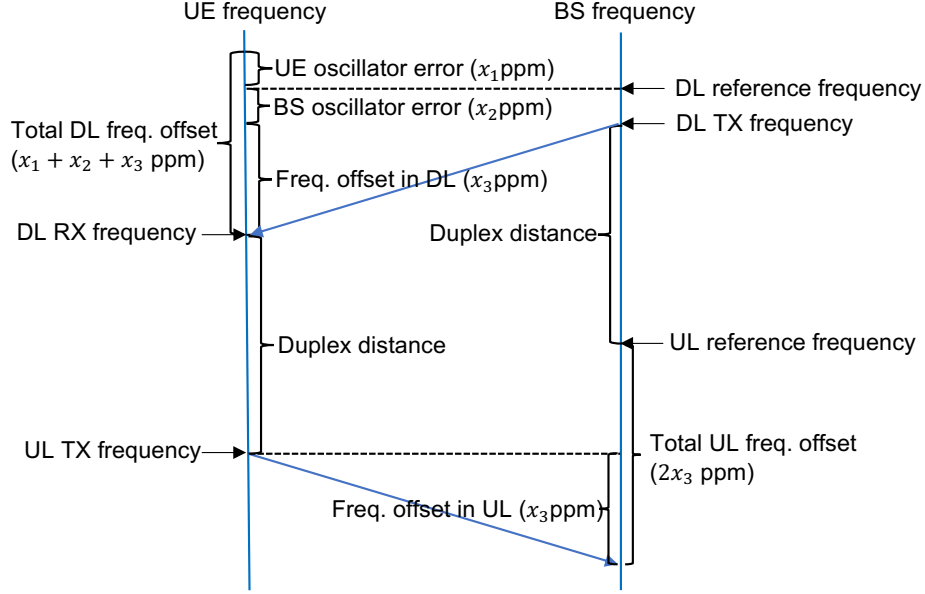 UE frequency
BS frequency
UE oscillator error (𝑥₁ppm)
DL reference frequency
BS oscillator error (𝑥₂ppm)
DL TX frequency
Total DL freq. offset
(𝑥₁ + 𝑥₂ + 𝑥₃ ppm)
Freq. offset in DL (𝑥₃ppm)
DL RX frequency
Duplex distance
Duplex distance
UL reference frequency
UL TX frequency
Total UL freq. offset
(2𝑥₃ ppm)
Freq. offset in UL (𝑥₃ppm)